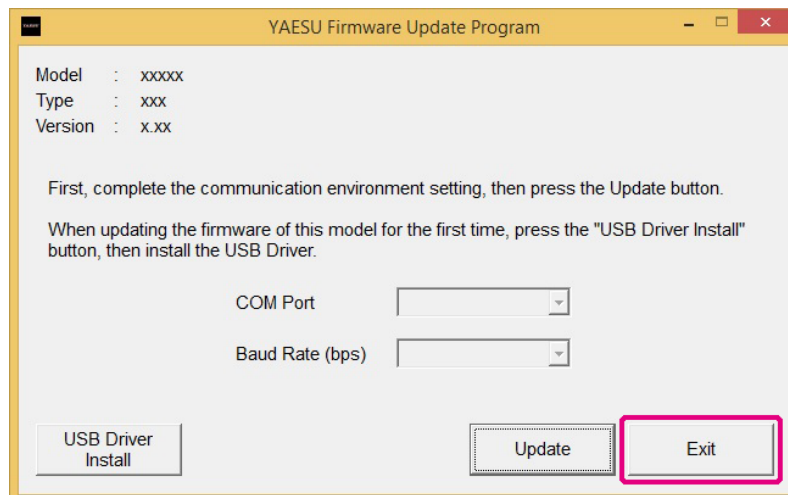 YAESU Firmware Update Program
Model : xxxxx
Type : xxx
Version : x.xx
First, complete the communication environment setting, then press the Update button.
When updating the firmware of this model for the first time, press the "USB Driver Install"
button, then install the USB Driver.
COM Port
Baud Rate (bps)
USB Driver
Install
Update
Exit